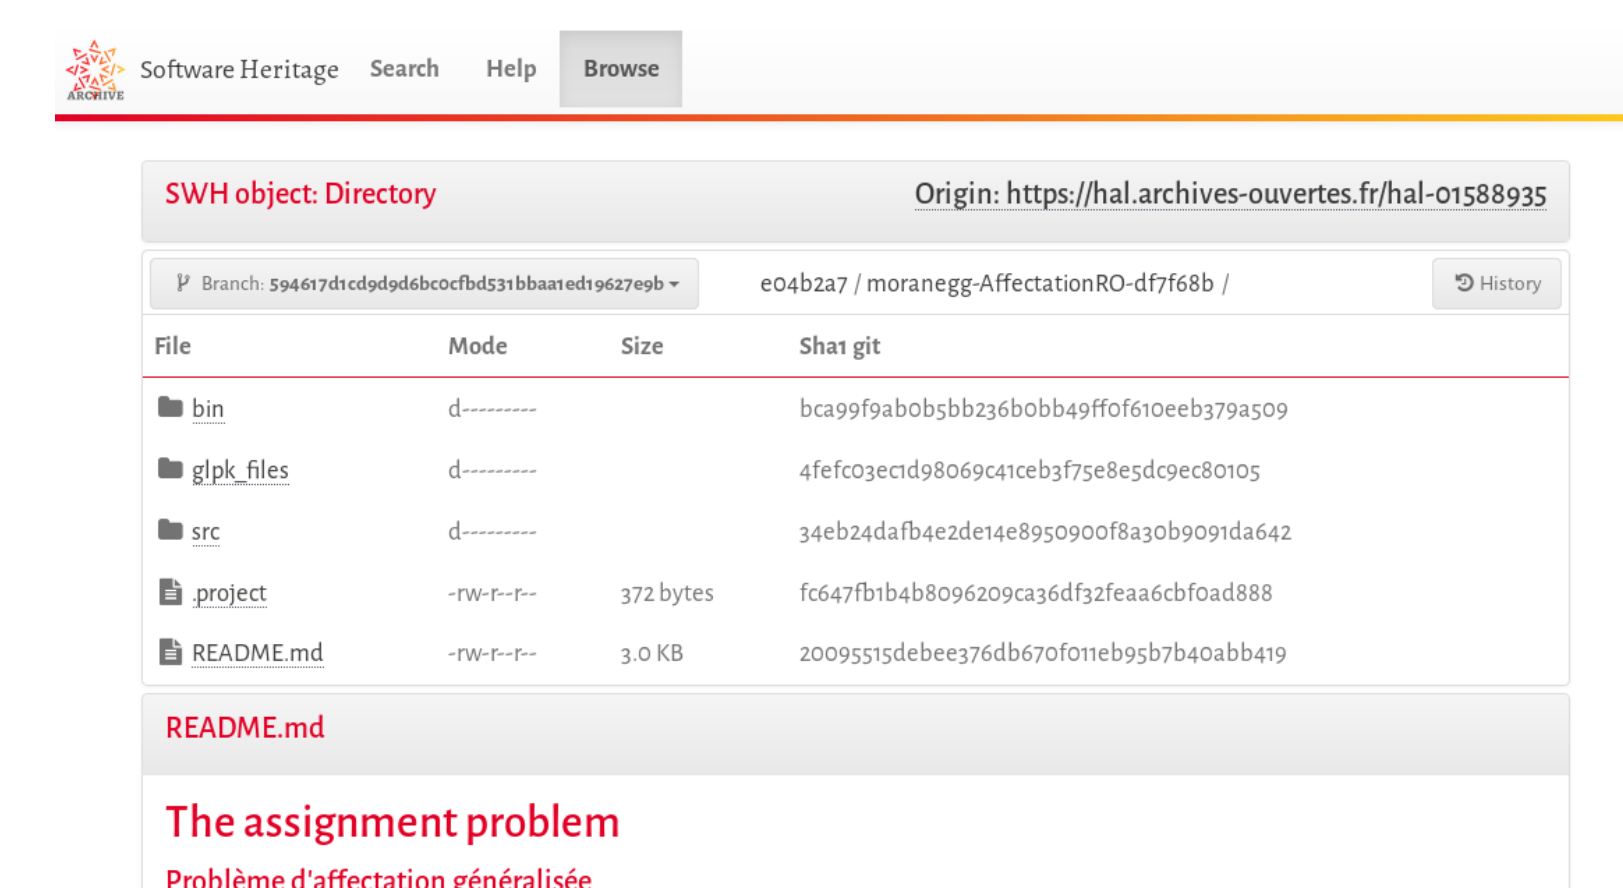 ARCHIVE
Software Heritage Search Help Browse
SWH object: Directory Origin: https://hal.archives-ouvertes.fr/hal-01588935
Branch: 594617d1cd9d9d6bc0cfbd531bbaa1ed19627e9b e04b2a7 / moranegg-AffectationRO-df7f68b / History
File Mode Size Sha1 git
bin d--------- bca99f9ab0b5bb236b0bb49ff0f610eeb379a509
glpk_files d--------- 4fefc03ec1d98069c41ceb3f75e8e5dc9ec80105
src d--------- 34eb24dafb4e2de14e8950900f8a30b9091da642
.project -rw-r--r-- 372 bytes fc647fb1b4b8096209ca36df32feaa6cbf0ad888
README.md -rw-r--r-- 3.0 KB 20095515debee376db670f011eb95b7b40abb419
README.md
The assignment problem
Problème d'affectation généralisée